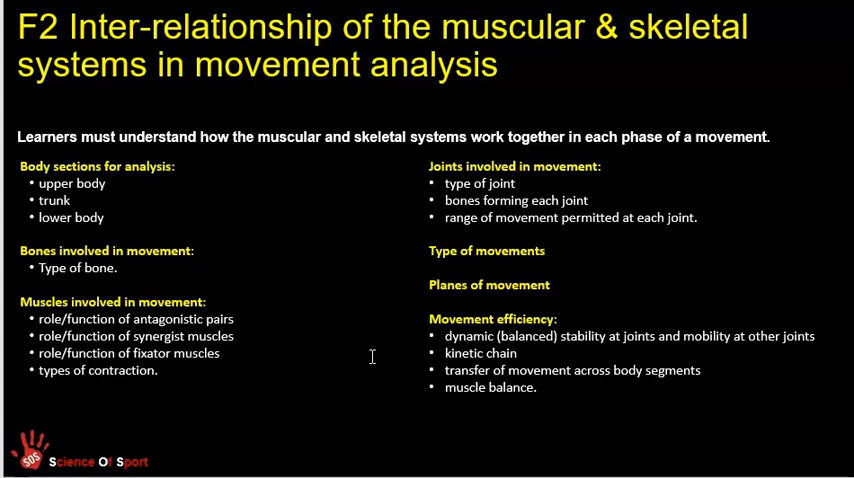 F2 Inter-relationship of the muscular & skeletal
systems in movement analysis
Learners must understand how the muscular and skeletal systems work together in each phase of a movement.
Body sections for analysis:
• upper body
• trunk
• lower body
Bones involved in movement:
• Type of bone.
Muscles involved in movement:
• role/function of antagonistic pairs
• role/function of synergist muscles
• role/function of fixator muscles
• types of contraction.
Joints involved in movement:
• type of joint
• bones forming each joint
• range of movement permitted at each joint.
Type of movements
Planes of movement
Movement efficiency:
• dynamic (balanced) stability at joints and mobility at other joints
• kinetic chain
• transfer of movement across body segments
• muscle balance.
SOS
Science Of Sport